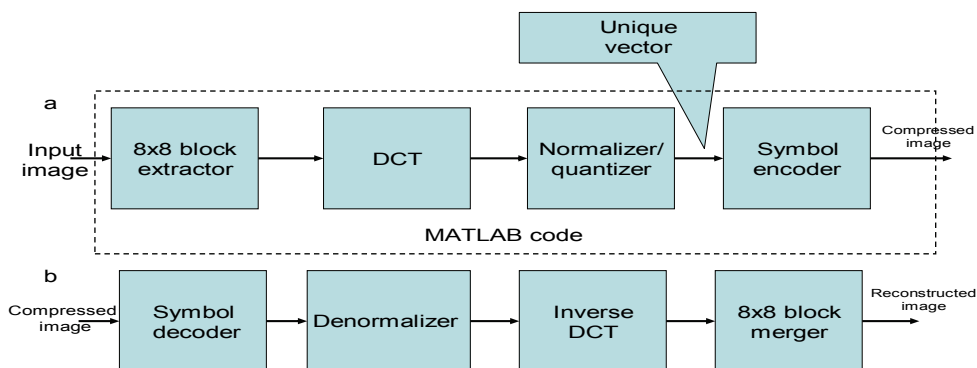 Unique
vector
a
Input
image
8x8 block
extractor
DCT
Normalizer/
quantizer
Symbol
encoder
Compressed
image
MATLAB code
b
Compressed
image
Symbol
decoder
Denormalizer
Inverse
DCT
8x8 block
merger
Reconstructed
image